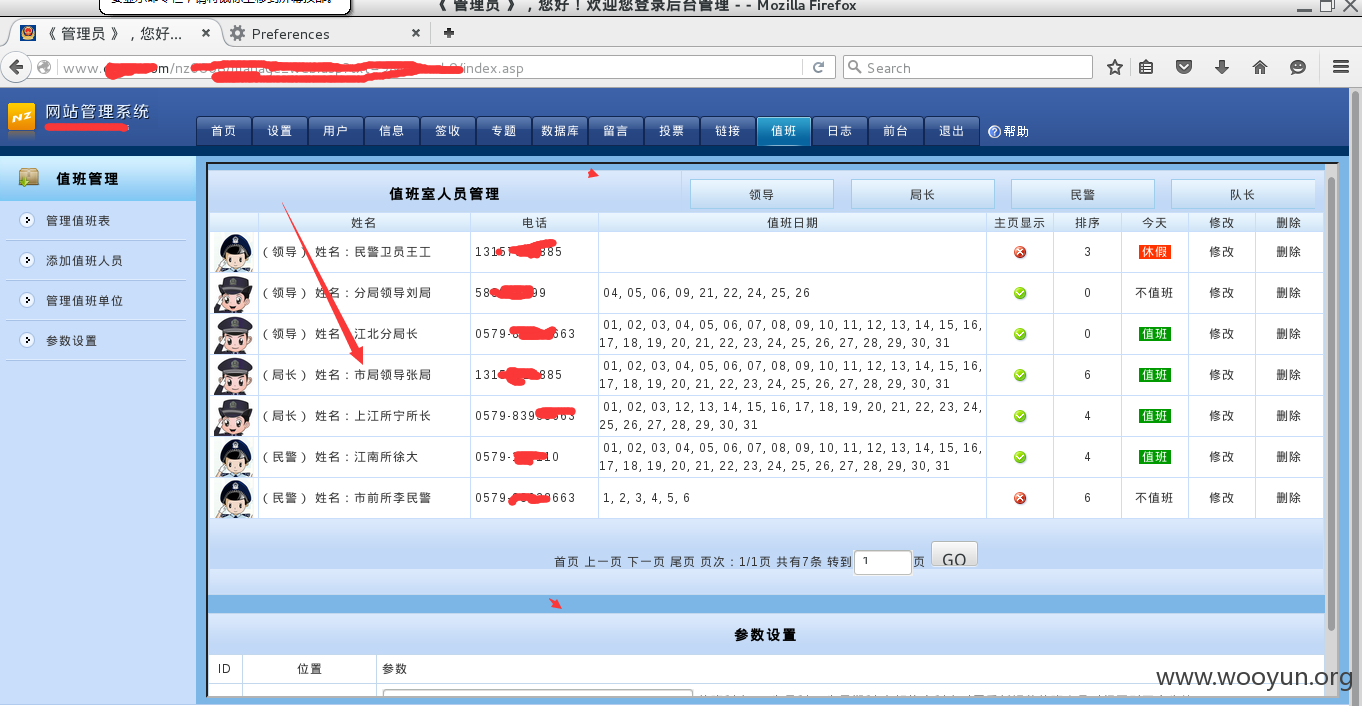 《 管理员 》 , 您好 ! 欢迎您登录后台管理 - - Mozilla Firefox
《 管理员 》 , 您好...
Preferences
www.
om/nz
/index.asp
Search
NZ
网站管理系统
首页 设置 用户 信息 签收 专题 数据库 留言 投票 链接 值班 日志 前台 退出 帮助
值班管理
管理值班表
添加值班人员
管理值班单位
参数设置
值班室人员管理 领导 局长 民警 队长
姓名 电话 值班日期 主页显示 排序 今天 修改 删除
( 领导 ) 姓名 : 民警卫员王工 1315 885 3 休假 修改 删除
( 领导 ) 姓名 : 分局领导刘局 58 99 04, 05, 06, 09, 21, 22, 24, 25, 26 0 不值班 修改 删除
( 领导 ) 姓名 : 江北分局长 0579- 663 01, 02, 03, 04, 05, 06, 07, 08, 09, 10, 11, 12, 13, 14, 15, 16,
17, 18, 19, 20, 21, 22, 23, 24, 25, 26, 27, 28, 29, 30, 31 0 值班 修改 删除
( 局长 ) 姓名 : 市局领导张局 131 885 01, 02, 03, 04, 05, 06, 07, 08, 09, 10, 11, 12, 13, 14, 15, 16,
17, 18, 19, 20, 21, 22, 23, 24, 25, 26, 27, 28, 29, 30, 31 6 值班 修改 删除
( 局长 ) 姓名 : 上江所宁所长 0579-839 01, 02, 03, 12, 13, 14, 15, 16, 17, 18, 19, 20, 21, 22, 23, 24,
25, 26, 27, 28, 29, 30, 31 4 值班 修改 删除
( 民警 ) 姓名 : 江南所徐大 0579- 10 01, 02, 03, 04, 05, 06, 07, 08, 09, 10, 11, 12, 13, 14, 15, 16,
17, 18, 19, 20, 21, 22, 23, 24, 25, 26, 27, 28, 29, 30, 31 4 值班 修改 删除
( 民警 ) 姓名 : 市前所李民警 0579- 663 1, 2, 3, 4, 5, 6 6 不值班 修改 删除
首页 上一页 下一页 尾页 页次 : 1/1页 共有7条 转到 1 页 GO
参数设置
ID 位置 参数
www.wooyun.org